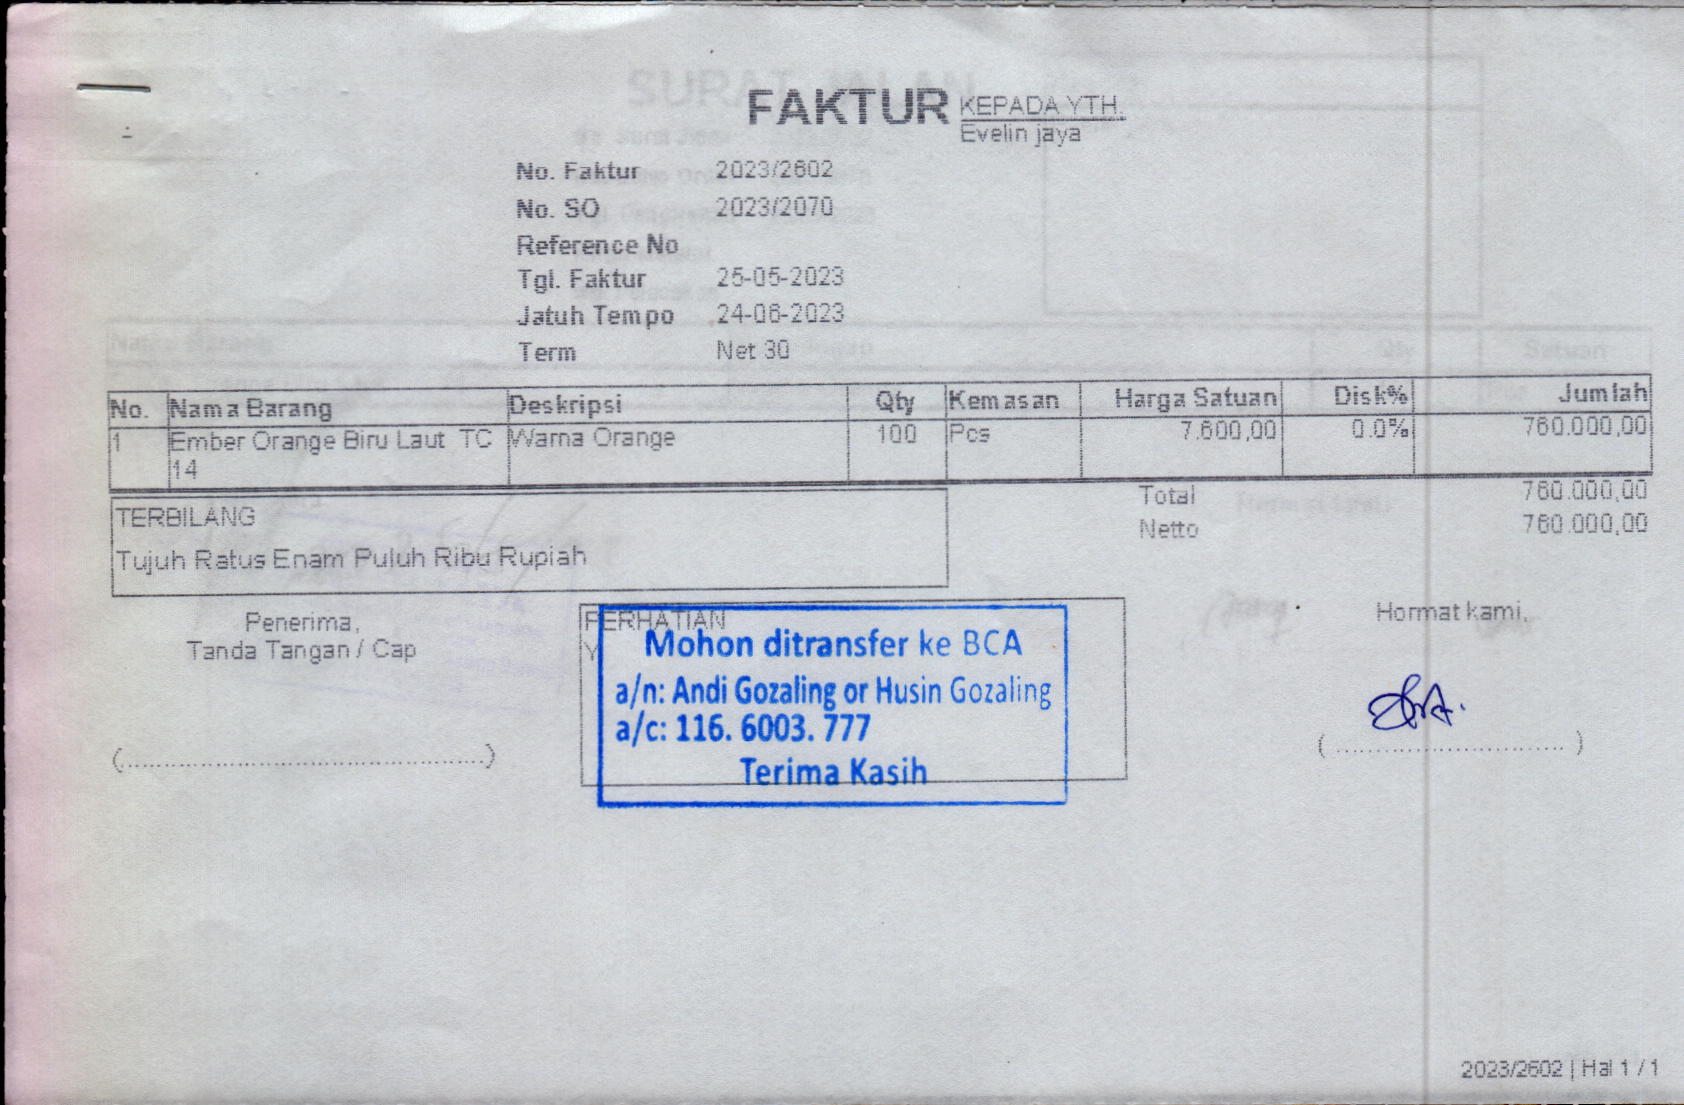 FAKTUR
KEPADA YTH.
Evelin jaya
No. Faktur 2023/2602
No. SO 2023/2070
Reference No
Tgl. Faktur 25-05-2023
Jatuh Tempo 24-06-2023
Term Net 30
No. Nama Barang Deskripsi Qty Kemasan Harga Satuan Disk% Jumlah
1 Ember Orange Biru Laut TC Warna Orange 100 Pcs 7.600,00 0.0% 760.000,00
14
Total 760.000,00
TERBILANG
Netto 760.000,00
Tujuh Ratus Enam Puluh Ribu Rupiah
Penerima,
Tanda Tangan / Cap
PERHATIAN
Mohon ditransfer ke BCA
a/n: Andi Gozaling or Husin Gozaling
a/c: 116. 6003. 777
Terima Kasih
Hormat kami,
(........................................)
( ........................... )
2023/2602 | Hal 1 / 1